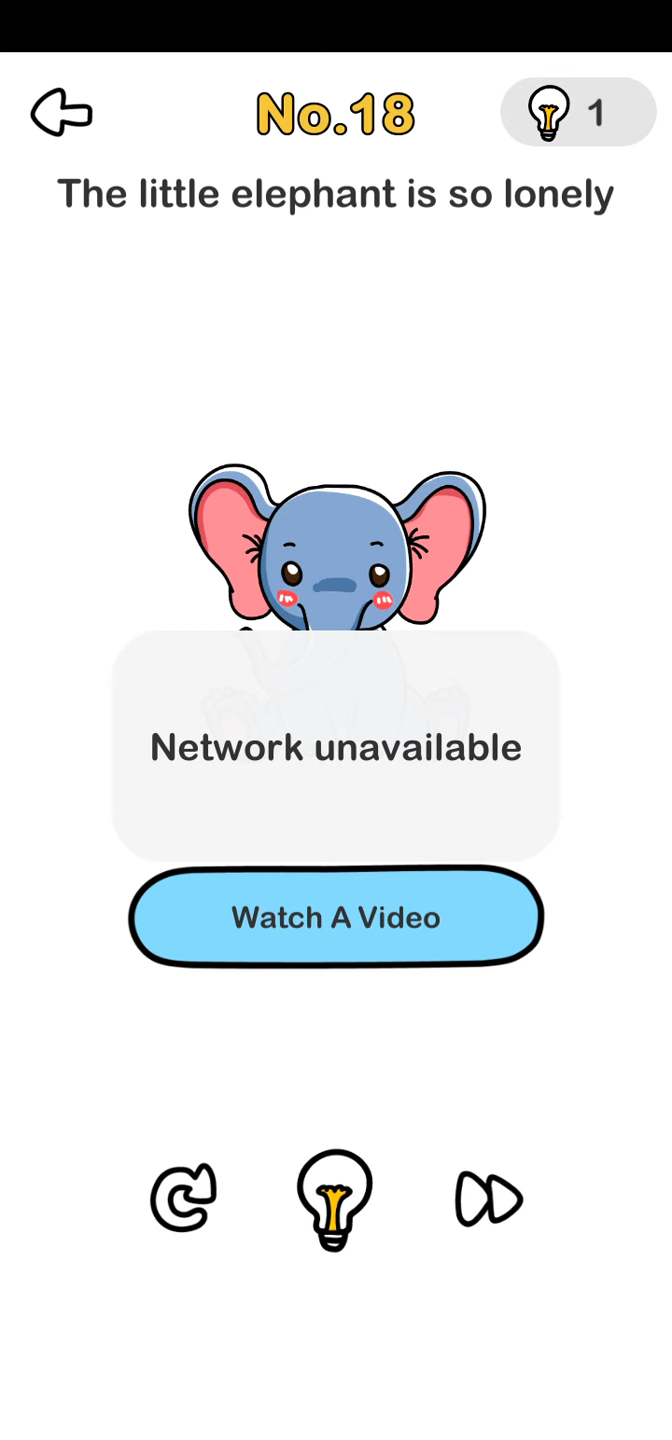 No.18
1
The little elephant is so lonely
Network unavailable
Watch A Video